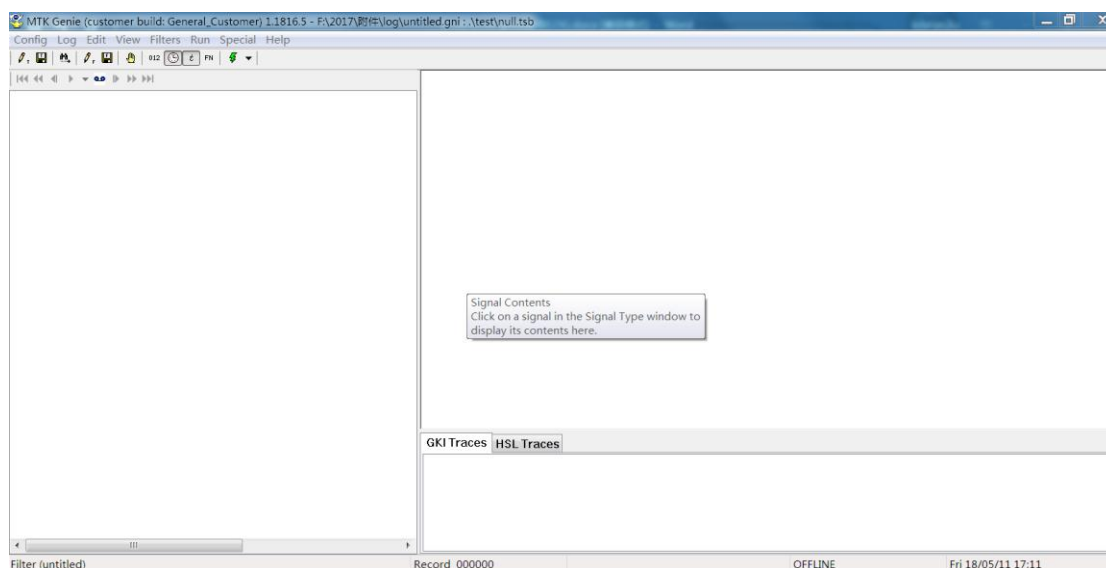 MTK Genie (customer build: General_Customer) 1.1816.5 - F:\2017\附件\log\untitled.gni : .\test\null.tsb
Config Log Edit View Filters Run Special Help
012 t FN
Signal Contents
Click on a signal in the Signal Type window to
display its contents here.
GKI Traces HSL Traces
Filter (untitled) Record 000000 OFFLINE Fri 18/05/11 17:11